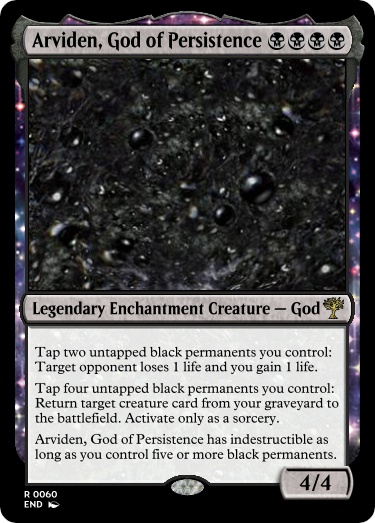 Arviden, God of Persistence
Legendary Enchantment Creature — God
Tap two untapped black permanents you control:
Target opponent loses 1 life and you gain 1 life.
Tap four untapped black permanents you control:
Return target creature card from your graveyard to
the battlefield. Activate only as a sorcery.
Arviden, God of Persistence has indestructible as
long as you control five or more black permanents.
4/4
R 0060
END